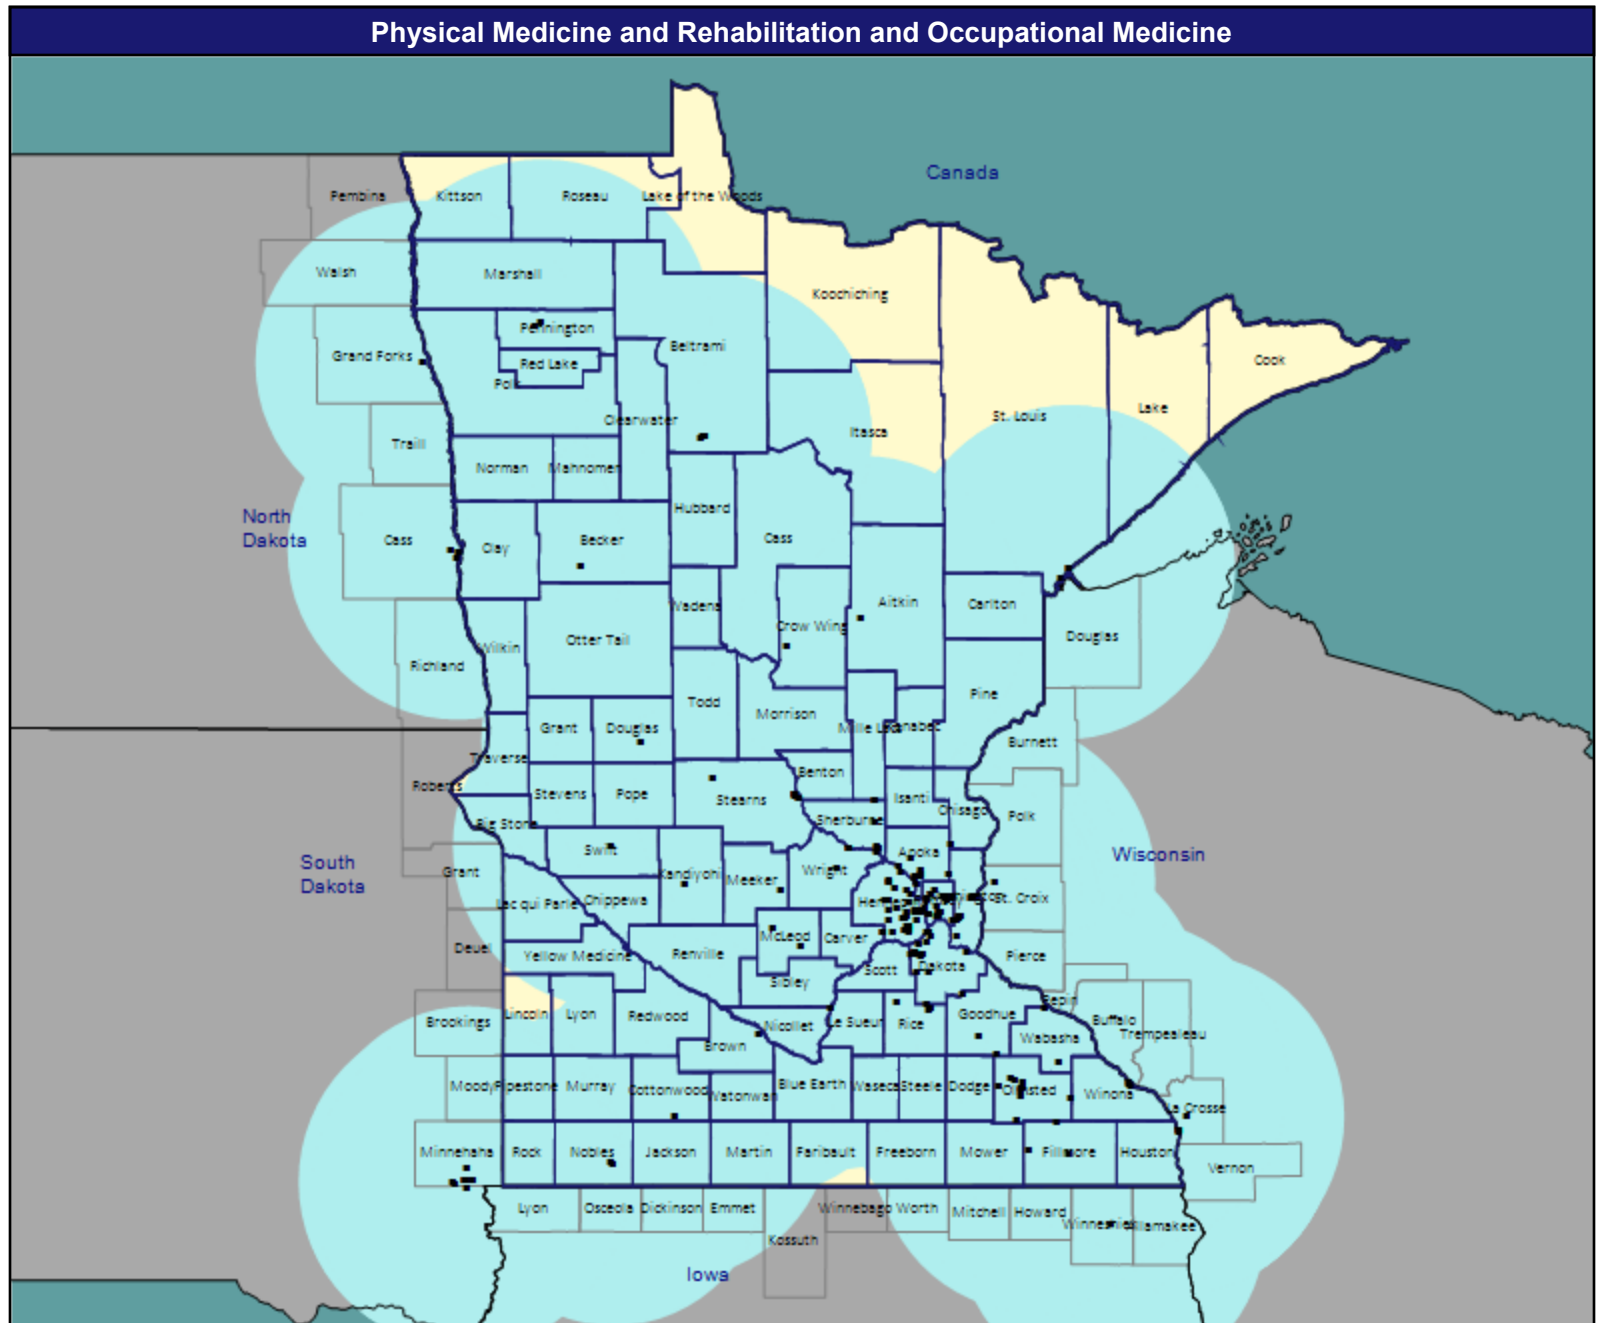 Physical Medicine and Rehabilitation and Occupational Medicine
Canada
Pembina
Kittson
Roseau
Lake of the Woods
Walsh
Marshall
Koochiching
Pennington
Grand Forks
Red Lake
Beltrami
Cook
Polk
Clearwater
St. Louis
Lake
Itasca
Traill
Norman
Mahnomen
Hubbard
North
Dakota
Cass
Clay
Becker
Cass
Wadena
Crow Wing
Aitkin
Carlton
Douglas
Richland
Wilkin
Otter Tail
Todd
Morrison
Pine
Grant
Douglas
Mille Lacs
Kanabec
Burnett
Traverse
Roberts
Stevens
Pope
Stearns
Benton
Isanti
Chisago
Polk
Big Stone
Sherburne
Swift
Anoka
Wisconsin
South
Dakota
Grant
Kandiyohi
Meeker
Wright
Lac qui Parle
Chippewa
St. Croix
Deuel
Yellow Medicine
Renville
McLeod
Carver
Scott
Dakota
Pierce
Sibley
Brookings
Lincoln
Lyon
Redwood
Nicollet
Le Sueur
Rice
Goodhue
Pepin
Buffalo
Trempealeau
Brown
Wabasha
Moody
Pipestone
Murray
Cottonwood
Watonwan
Blue Earth
Waseca
Steele
Dodge
Olmsted
Winona
La Crosse
Minnehaha
Rock
Nobles
Jackson
Martin
Faribault
Freeborn
Mower
Fillmore
Houston
Vernon
Lyon
Osceola
Dickinson
Emmet
Kossuth
Winnebago
Worth
Mitchell
Howard
Allamakee
Iowa